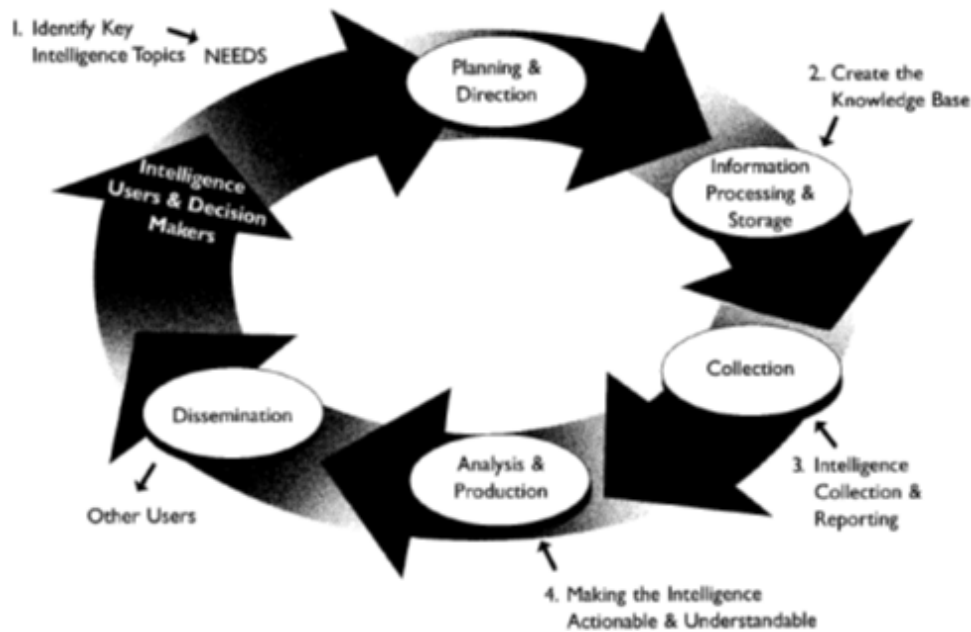 1. Identify Key
Intelligence Topics
NEEDS
Planning &
Direction
2. Create the
Knowledge Base
Information
Processing &
Storage
Collection
3. Intelligence
Collection &
Reporting
Analysis &
Production
4. Making the Intelligence
Actionable & Understandable
Dissemination
Other Users
Intelligence
Users & Decision
Makers